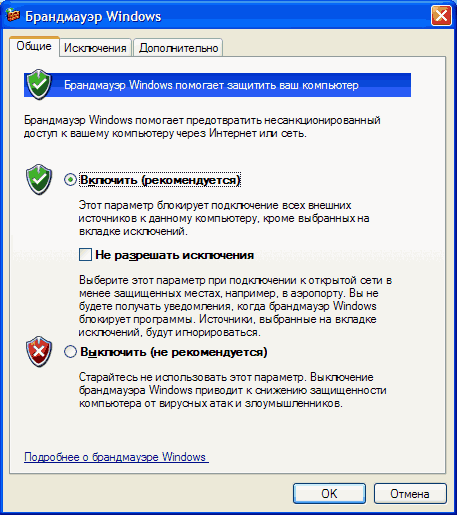 Брандмауэр Windows
Общие
Исключения
Дополнительно
Брандмауэр Windows помогает защитить ваш компьютер
Брандмауэр Windows помогает предотвратить несанкционированный
доступ к вашему компьютеру через Интернет или сеть.
Включить (рекомендуется)
Этот параметр блокирует подключение всех внешних
источников к данному компьютеру, кроме выбранных на
вкладке исключений.
Не разрешать исключения
Выберите этот параметр при подключении к открытой сети в
менее защищенных местах, например, в аэропорту. Вы не
будете получать уведомления, когда брандмауэр Windows
блокирует программы. Источники, выбранные на вкладке
исключений, будут игнорироваться.
Выключить (не рекомендуется)
Старайтесь не использовать этот параметр. Выключение
брандмауэра Windows приводит к снижению защищенности
компьютера от вирусных атак и злоумышленников.
Подробнее о брандмауэре Windows
OK
Отмена